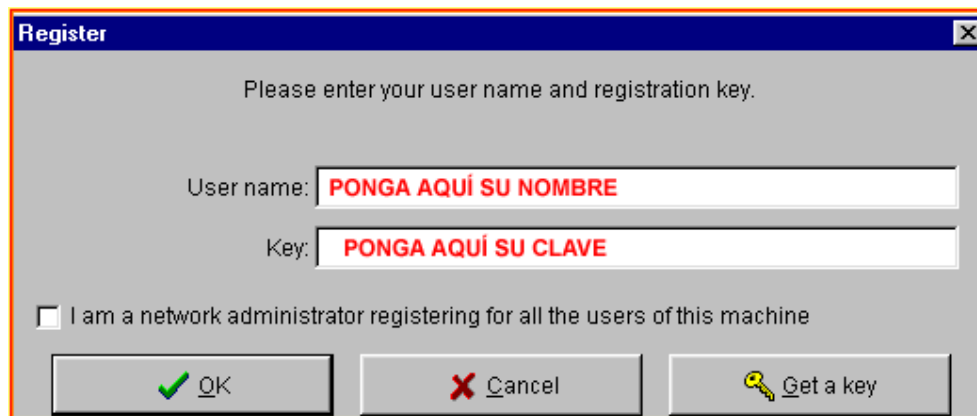 Register
Please enter your user name and registration key.
User name: PONGA AQUÍ SU NOMBRE
Key: PONGA AQUÍ SU CLAVE
I am a network administrator registering for all the users of this machine
OK Cancel Get a key